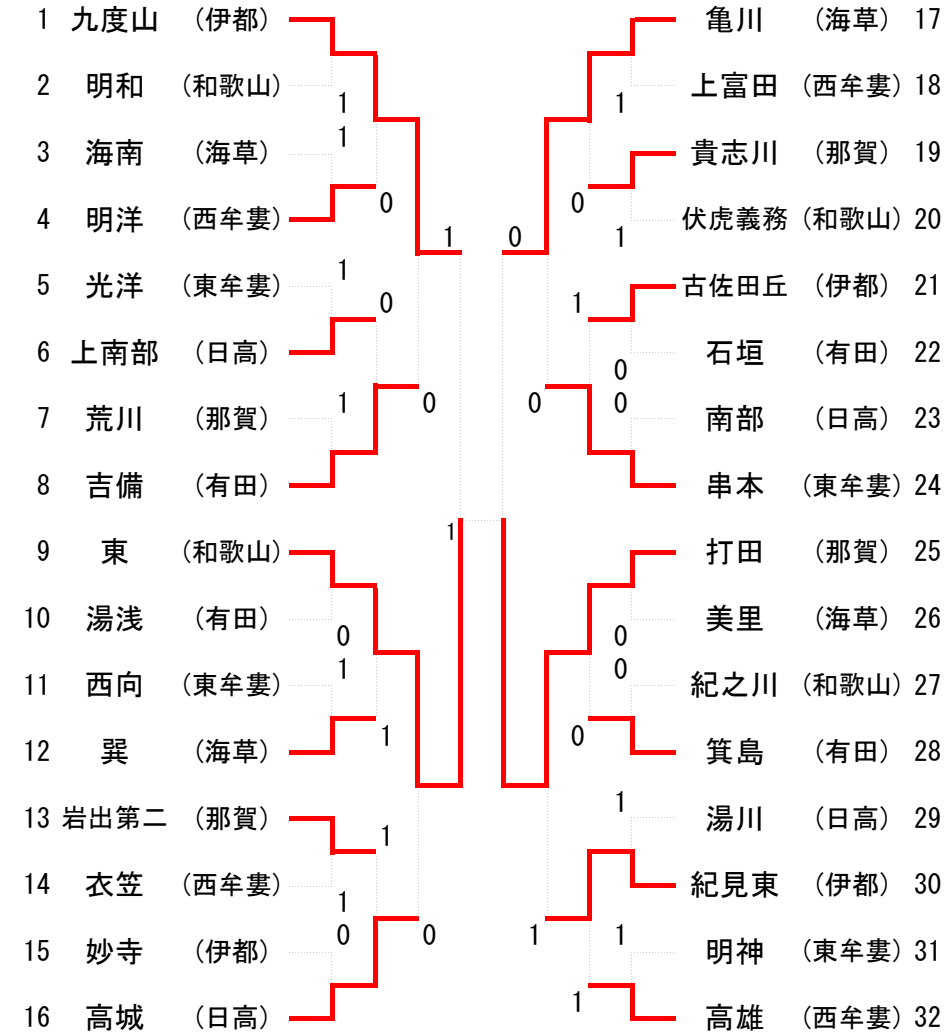 1 九度山 (伊都)
2 明和 (和歌山)
1
1
3 海南 (海草)
4 明洋 (西牟婁)
0
1
5 光洋 (東牟婁)
1
0
6 上南部 (日高)
7 荒川 (那賀)
1
0
8 吉備 (有田)
9 東 (和歌山)
1
10 湯浅 (有田)
0
1
11 西向 (東牟婁)
12 巽 (海草)
1
13 岩出第二 (那賀)
1
14 衣笠 (西牟婁)
1
0
0
15 妙寺 (伊都)
16 高城 (日高)
亀川 (海草) 17
上富田 (西牟婁) 18
1
貴志川 (那賀) 19
0
伏虎義務 (和歌山) 20
1
0
古佐田丘 (伊都) 21
1
石垣 (有田) 22
0
0
0
南部 (日高) 23
串本 (東牟婁) 24
打田 (那賀) 25
美里 (海草) 26
0
0
紀之川 (和歌山) 27
箕島 (有田) 28
0
1
湯川 (日高) 29
紀見東 (伊都) 30
1
1
明神 (東牟婁) 31
1
高雄 (西牟婁) 32